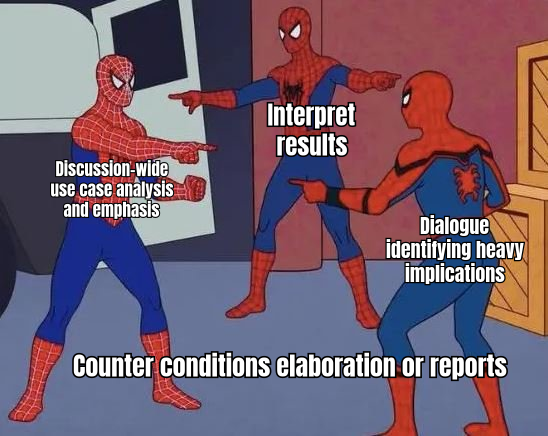 Interpret
results
Discussion-wide
use case analysis
and emphasis
Dialogue
identifying heavy
implications
Counter conditions elaboration or reports